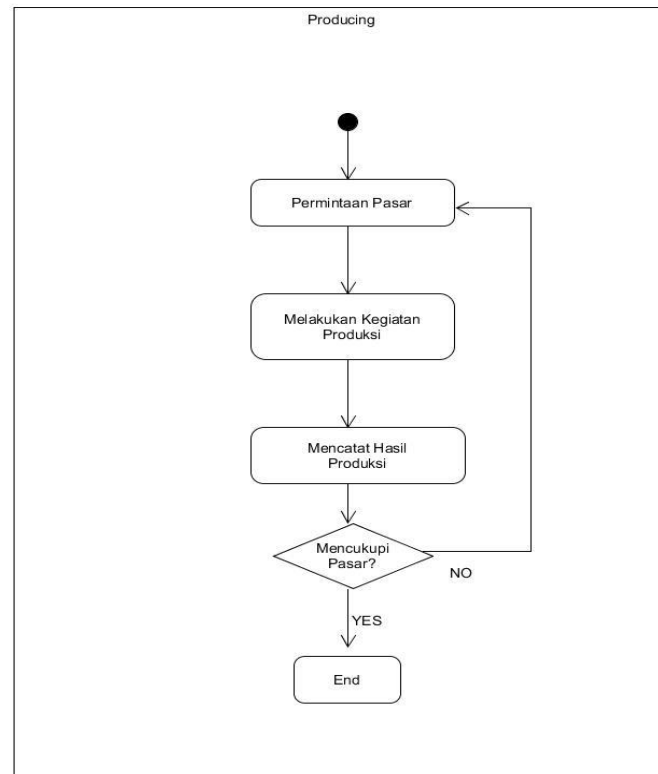 Producing
Permintaan Pasar
Melakukan Kegiatan
Produksi
Mencatat Hasil
Produksi
Mencukupi
Pasar?
NO
YES
End